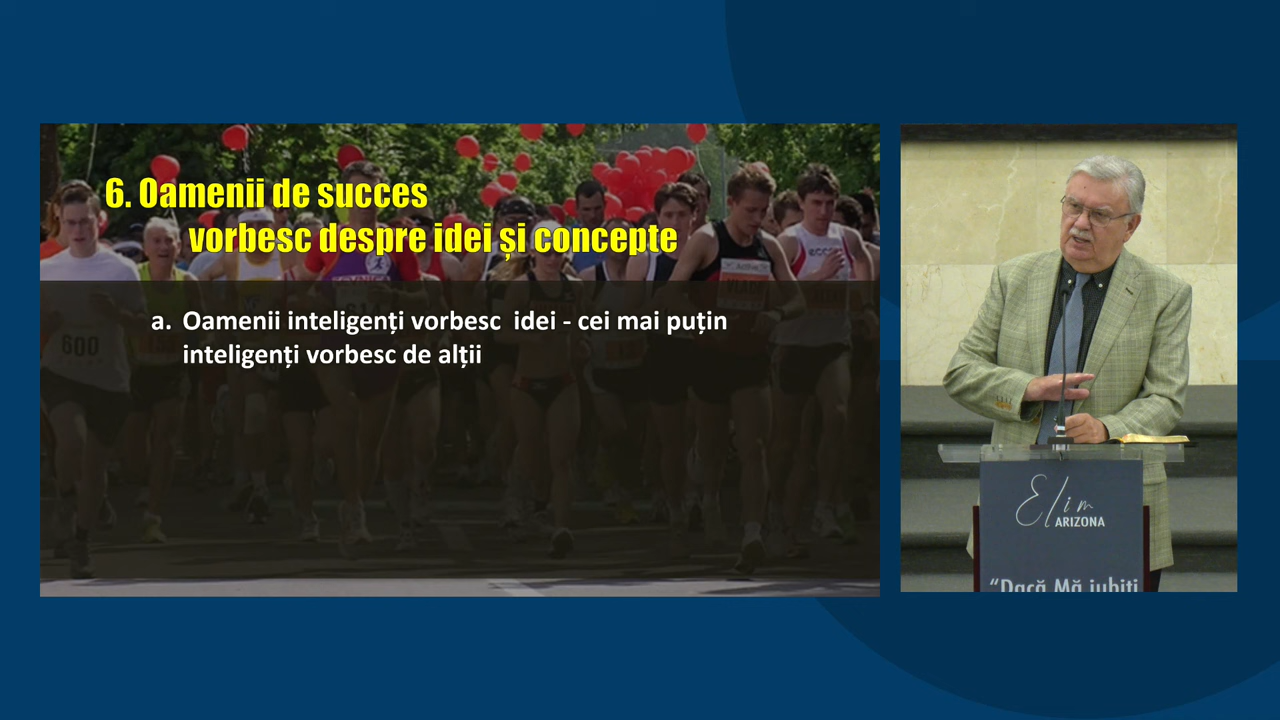 6. Oamenii de succes
vorbesc despre idei și concepte
a. Oamenii inteligenți vorbesc  idei - cei mai puțin
inteligenți vorbesc de alții
600
Elim
ARIZONA
“Dacă Mă iubiți